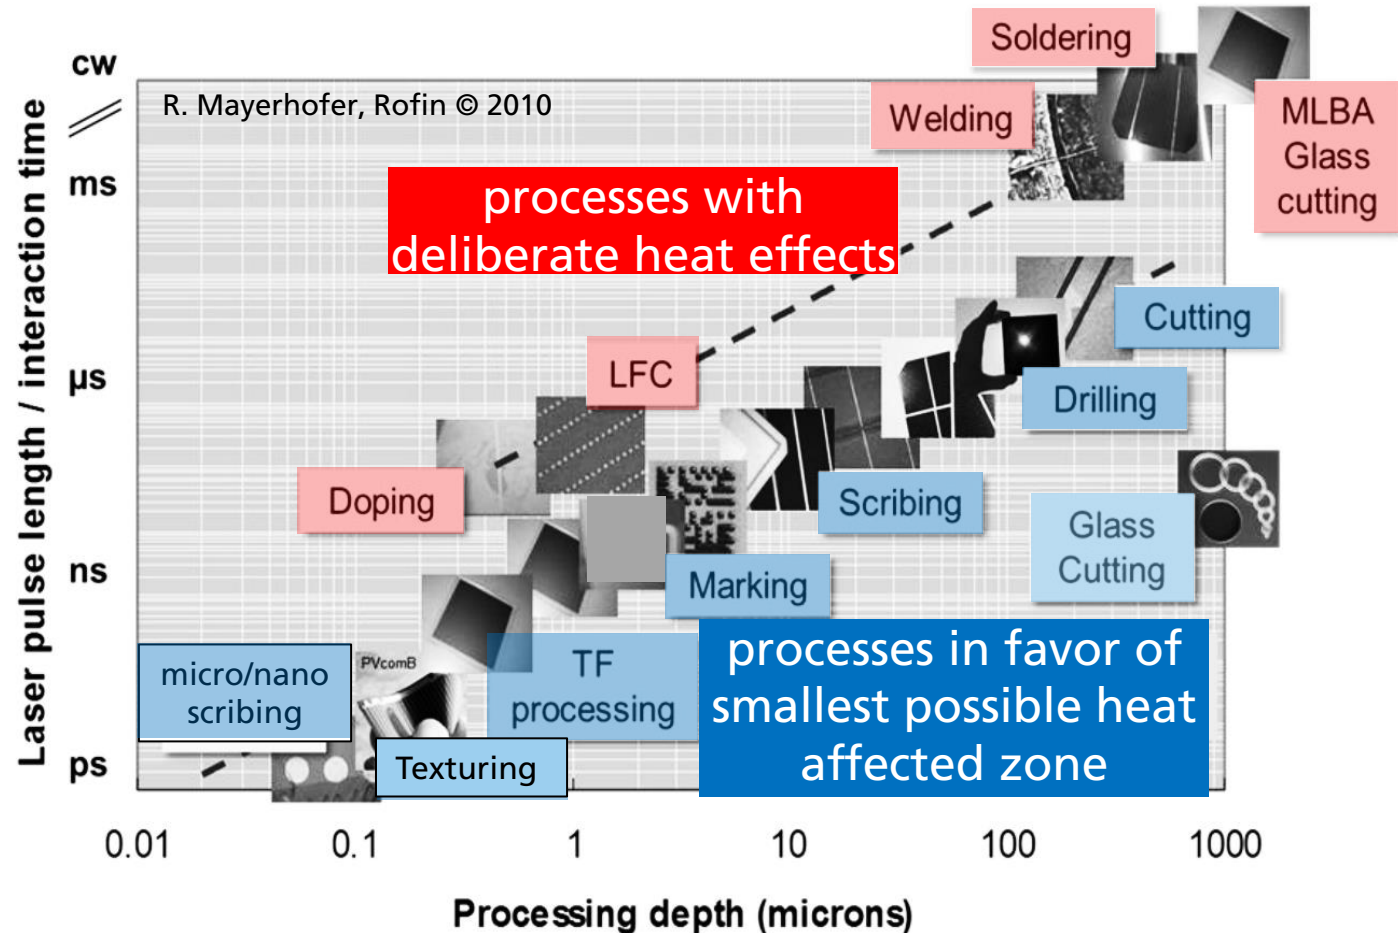 Soldering
cw
R. Mayerhofer, Rofin © 2010
Welding
MLBA
Glass
cutting
ms
processes with
deliberate heat effects
Cutting
LFC
µs
Drilling
Doping
Scribing
Glass
Cutting
ns
Marking
micro/nano
scribing
PVcomB
TF
processing
processes in favor of
smallest possible heat
affected zone
ps
Texturing
Laser pulse length / interaction time
0.01
0.1
1
10
100
1000
Processing depth (microns)